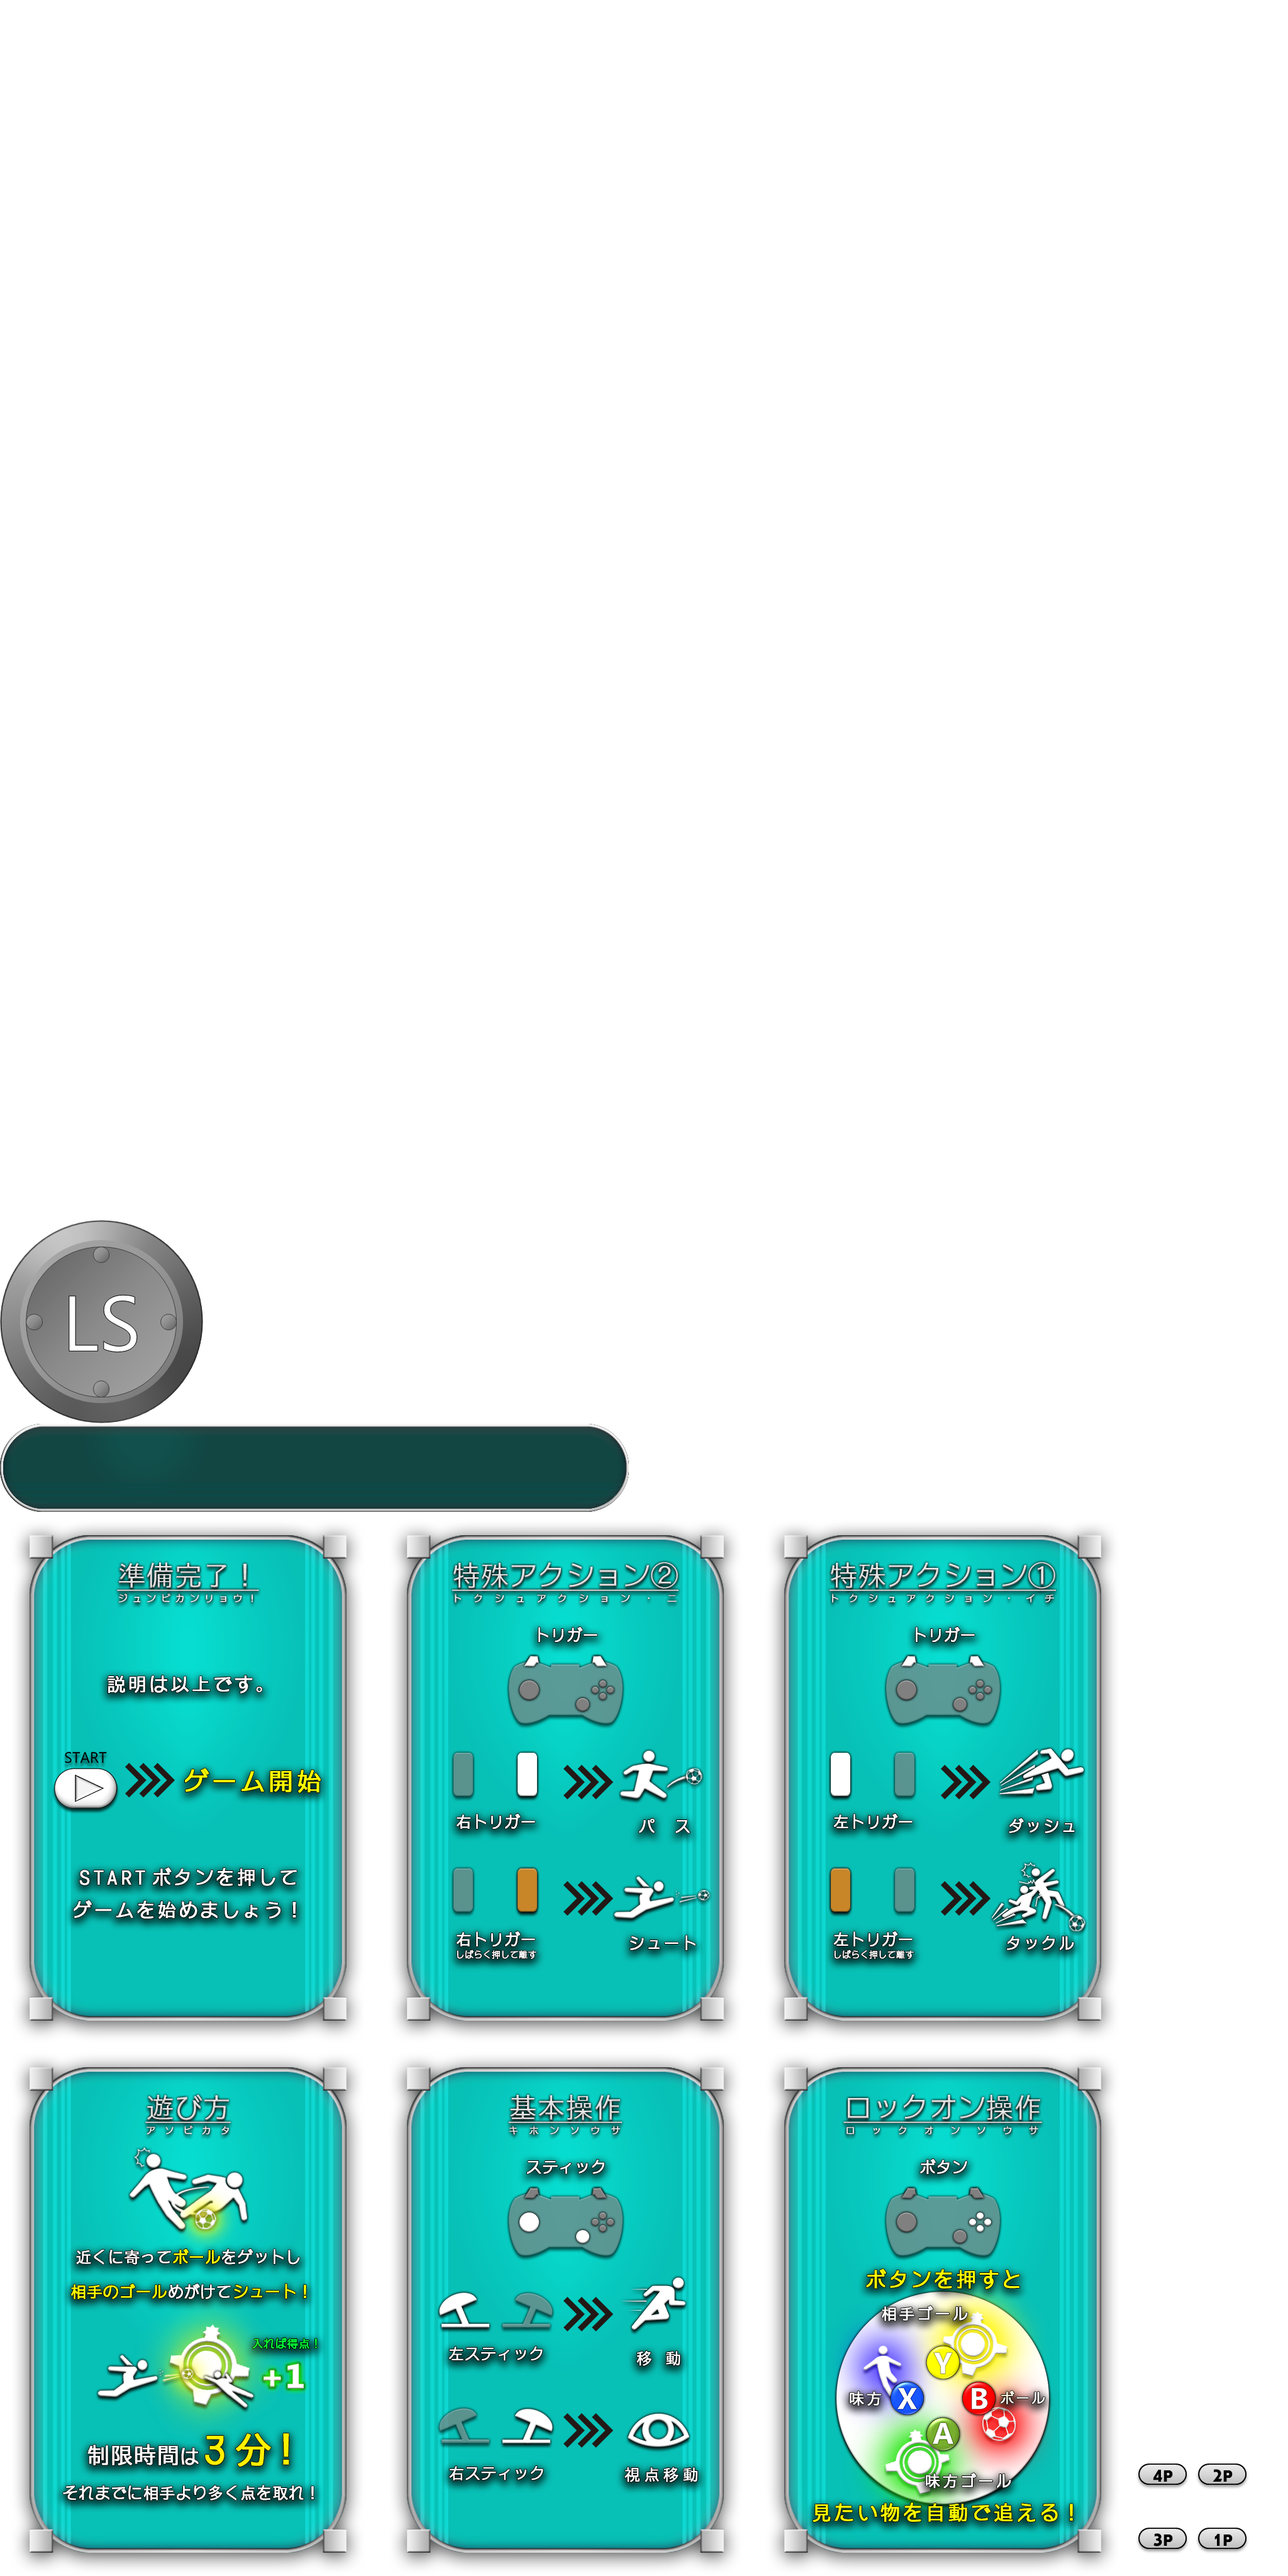 LS
準備完了！
ジュンビカンリョウ！
説明は以上です。
START
ゲーム開始
STARTボタンを押して
ゲームを始めましょう！
特殊アクション②
トクシュアクション・ニ
トリガー
右トリガー
パス
右トリガー
しばらく押して離す
シュート
特殊アクション①
トクシュアクション・イチ
トリガー
左トリガー
ダッシュ
左トリガー
しばらく押して離す
タックル
遊び方
アソビカタ
近くに寄ってボールをゲットし
相手のゴールめがけてシュート！
入れば得点！
+1
制限時間は3分！
それまでに相手より多く点を取れ！
基本操作
キホンソウサ
スティック
左スティック
移動
右スティック
視点移動
ロックオン操作
ロックオンソウサ
ボタン
ボタンを押すと
相手ゴール
Y
味方
X
B
ボール
A
味方ゴール
見たい物を自動で追える！
4P
2P
3P
1P